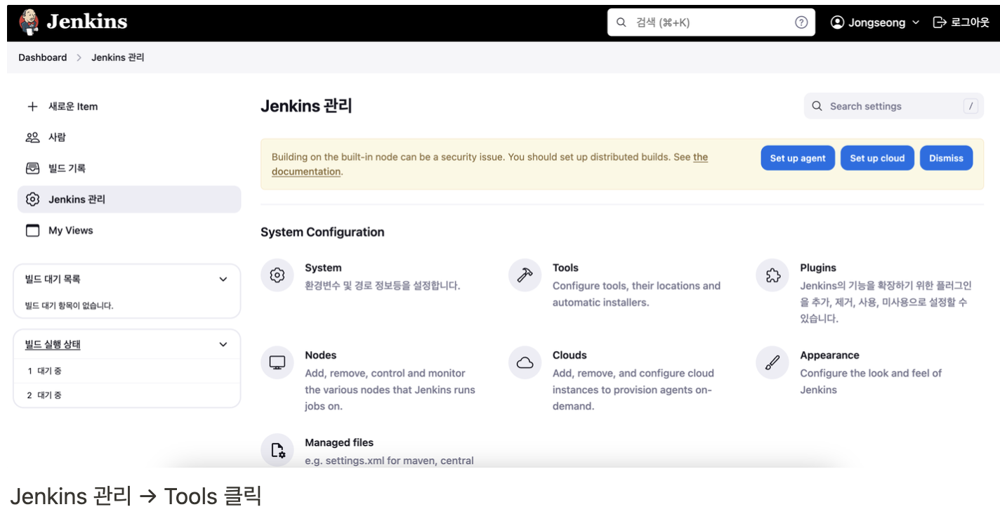 Jenkins
검색 (⌘+K)
Jongseong
로그아웃
Dashboard > Jenkins 관리
새로운 Item
사람
빌드 기록
Jenkins 관리
My Views
빌드 대기 목록
빌드 대기 항목이 없습니다.
빌드 실행 상태
1 대기 중
2 대기 중
Jenkins 관리
Search settings /
Building on the built-in node can be a security issue. You should set up distributed builds. See the
documentation.
Set up agent
Set up cloud
Dismiss
System Configuration
System
환경변수 및 경로 정보등을 설정합니다.
Tools
Configure tools, their locations and
automatic installers.
Plugins
Jenkins의 기능을 확장하기 위한 플러그인
을 추가, 제거, 사용, 미사용으로 설정할 수
있습니다.
Nodes
Add, remove, control and monitor
the various nodes that Jenkins runs
jobs on.
Clouds
Add, remove, and configure cloud
instances to provision agents on-
demand.
Appearance
Configure the look and feel of
Jenkins
Managed files
e.g. settings.xml for maven, central
Jenkins 관리 → Tools 클릭